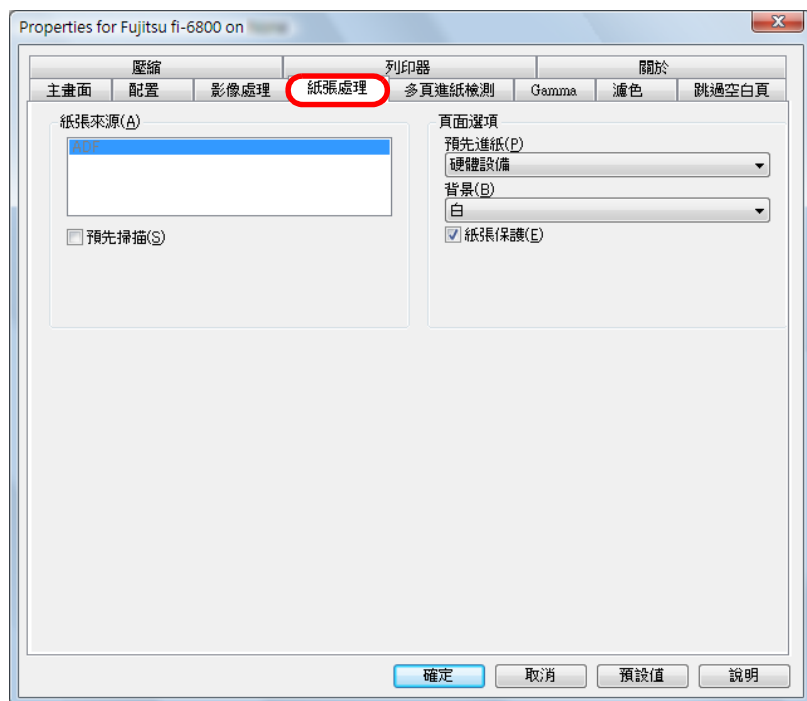 Properties for Fujitsu fi-6800 on
壓縮 列印器 關於
主畫面 配置 影像處理 紙張處理 多頁進紙檢測 Gamma 濾色 跳過空白頁
紙張來源(A)
ADF
預先掃描(S)
頁面選項
預先進紙(P)
硬體設備
背景(B)
白
紙張保護(E)
確定 取消 預設值 說明